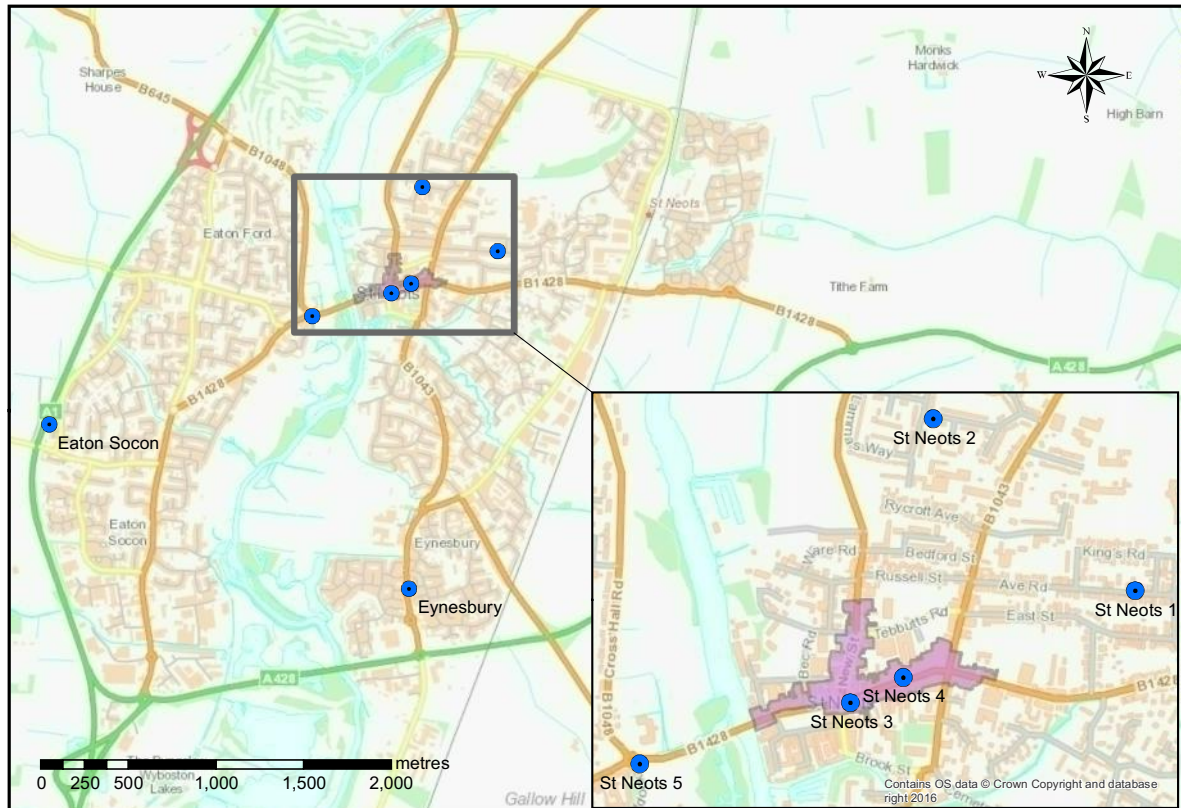 Sharpes
House
B645
B1048
Eaton Ford
N
W
E
S
Monks
Hardwick
High Barn
St Neots
B1428
Tithe Farm
B1428
A428
B1043
B1428
Eaton Socon
Eaton
Socon
Eynesbury
Eynesbury
A428
0 250 500 1,000 1,500 2,000 metres
Wyboston
Lakes
Gallow Hill
St Neots 2
Way
Rycroft Ave
B1043
Bedford St
King's Rd
Russell St
Ave Rd
St Neots 1
East St
Tebbutts Rd
Bec Rd
New St
Cross Hall Rd
B1048
St Neots 4
B1428
St Neots 3
B1428
Brook St
St Neots 5
Contains OS data © Crown Copyright and database
right 2016